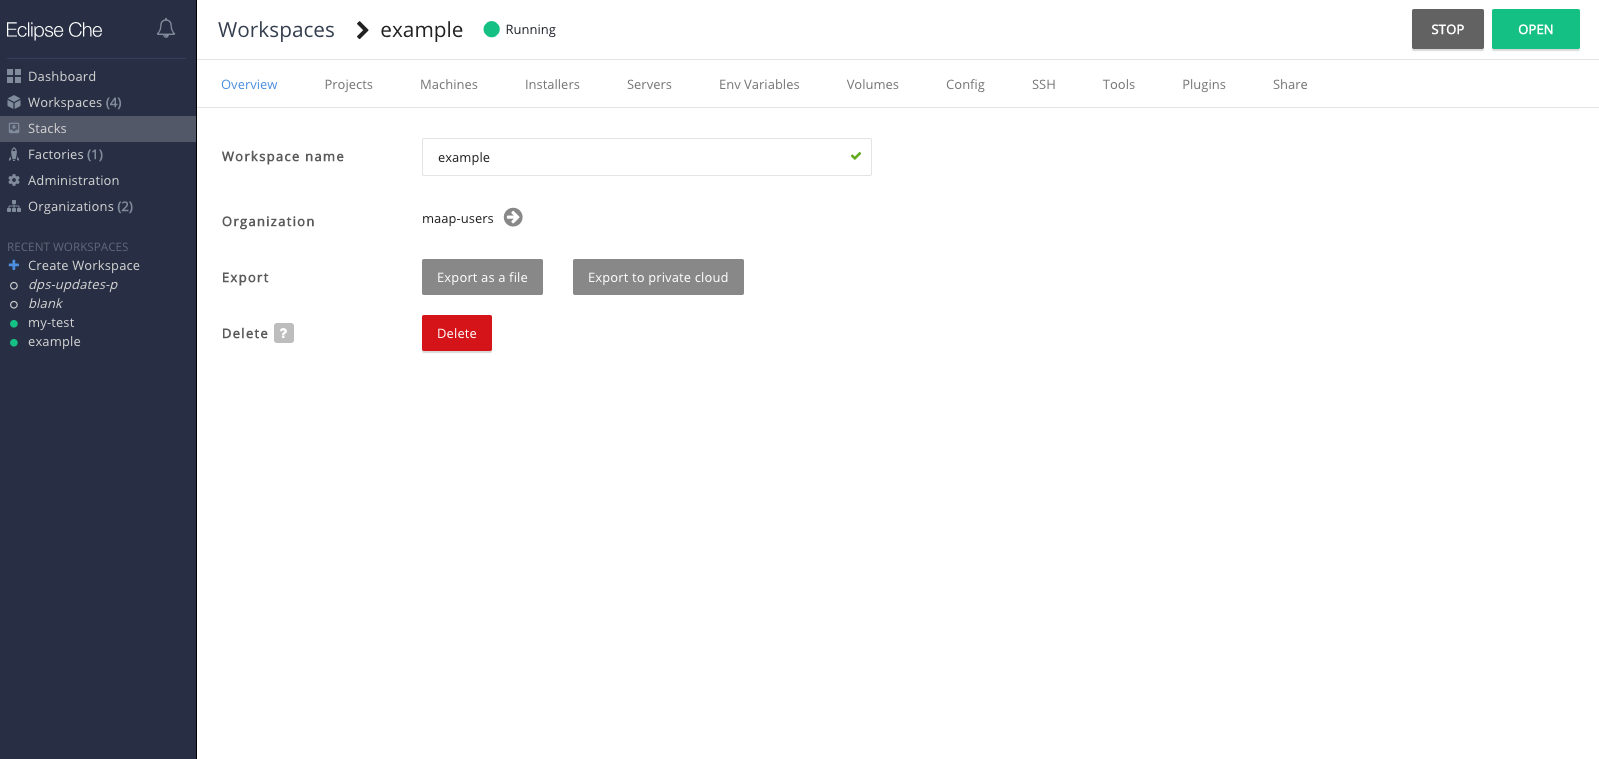 Eclipse Che
Dashboard
Workspaces (4)
Stacks
Factories (1)
Administration
Organizations (2)
RECENT WORKSPACES
Create Workspace
dps-updates-p
blank
my-test
example
Workspaces example Running STOP OPEN
Overview Projects Machines Installers Servers Env Variables Volumes Config SSH Tools Plugins Share
Workspace name example
Organization maap-users
Export Export as a file Export to private cloud
Delete ? Delete